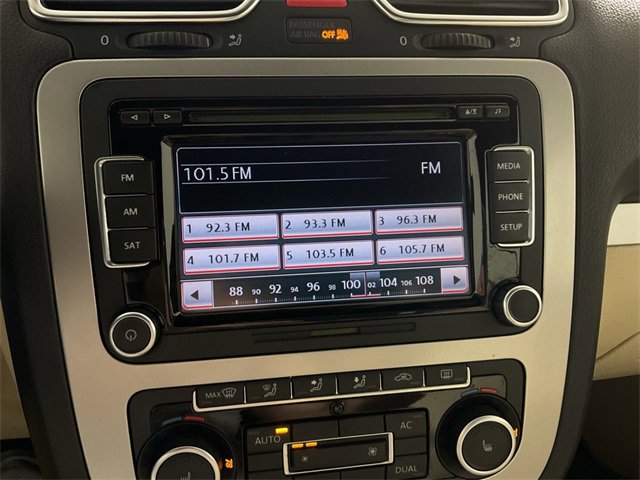 0
PASSENGER
AIR BAG OFF
0
FM
AM
SAT
101.5 FM
FM
1 92.3 FM 2 93.3 FM 3 96.3 FM
4 101.7 FM 5 103.5 FM 6 105.7 FM
88 90 92 94 96 98 100 102 104 106 108
MEDIA
PHONE
SETUP
MAX
AUTO
AC
DUAL